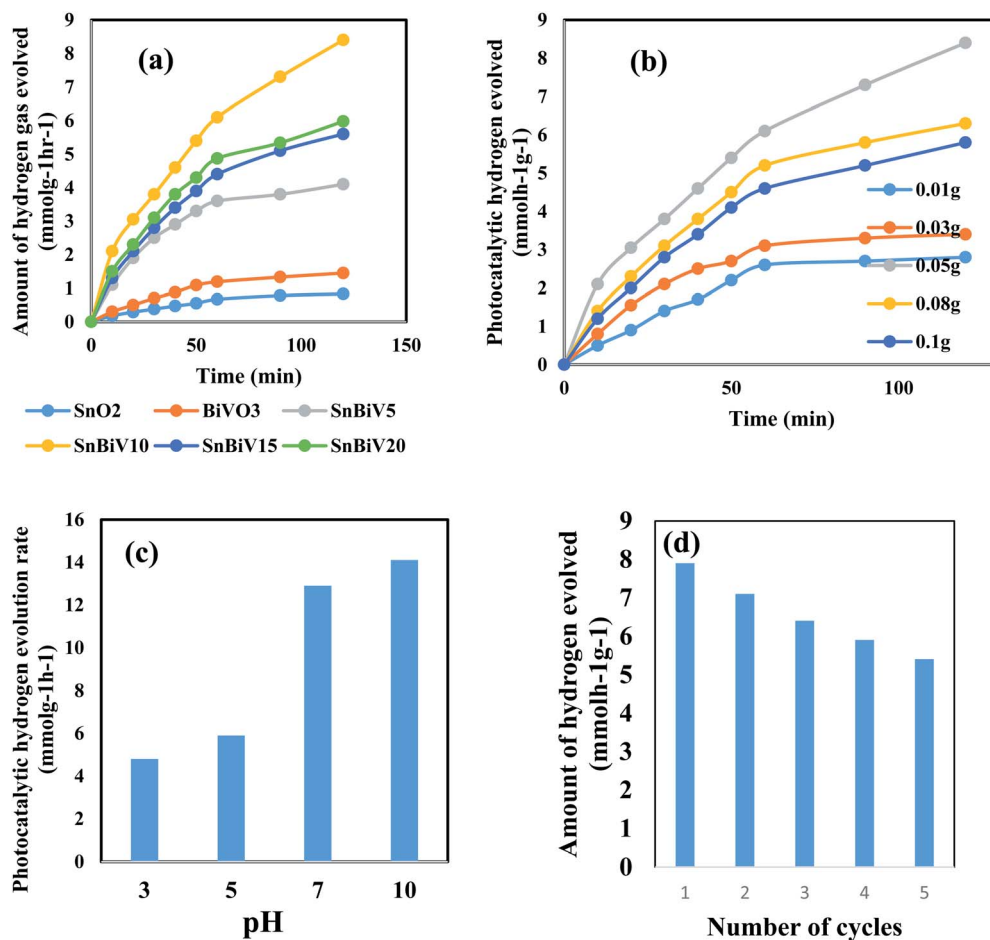 (a)
Amount of hydrogen gas evolved
(mmolg-1hr-1)
9
8
7
6
5
4
3
2
1
0
0 50 100 150
Time (min)
SnO2 BiVO3 SnBiV5
SnBiV10 SnBiV15 SnBiV20
(b)
Photocatalytic hydrogen evolved
(mmolh-1g-1)
9
8
7
6
5
4
3
2
1
0
0 50 100
Time (min)
0.01g
0.03g
0.05g
0.08g
0.1g
(c)
Photocatalytic hydrogen evolution rate
(mmolg-1h-1)
16
14
12
10
8
6
4
2
0
3 5 7 10
pH
(d)
Amount of hydrogen evolved
(mmolh-1g-1)
9
8
7
6
5
4
3
2
1
0
1 2 3 4 5
Number of cycles